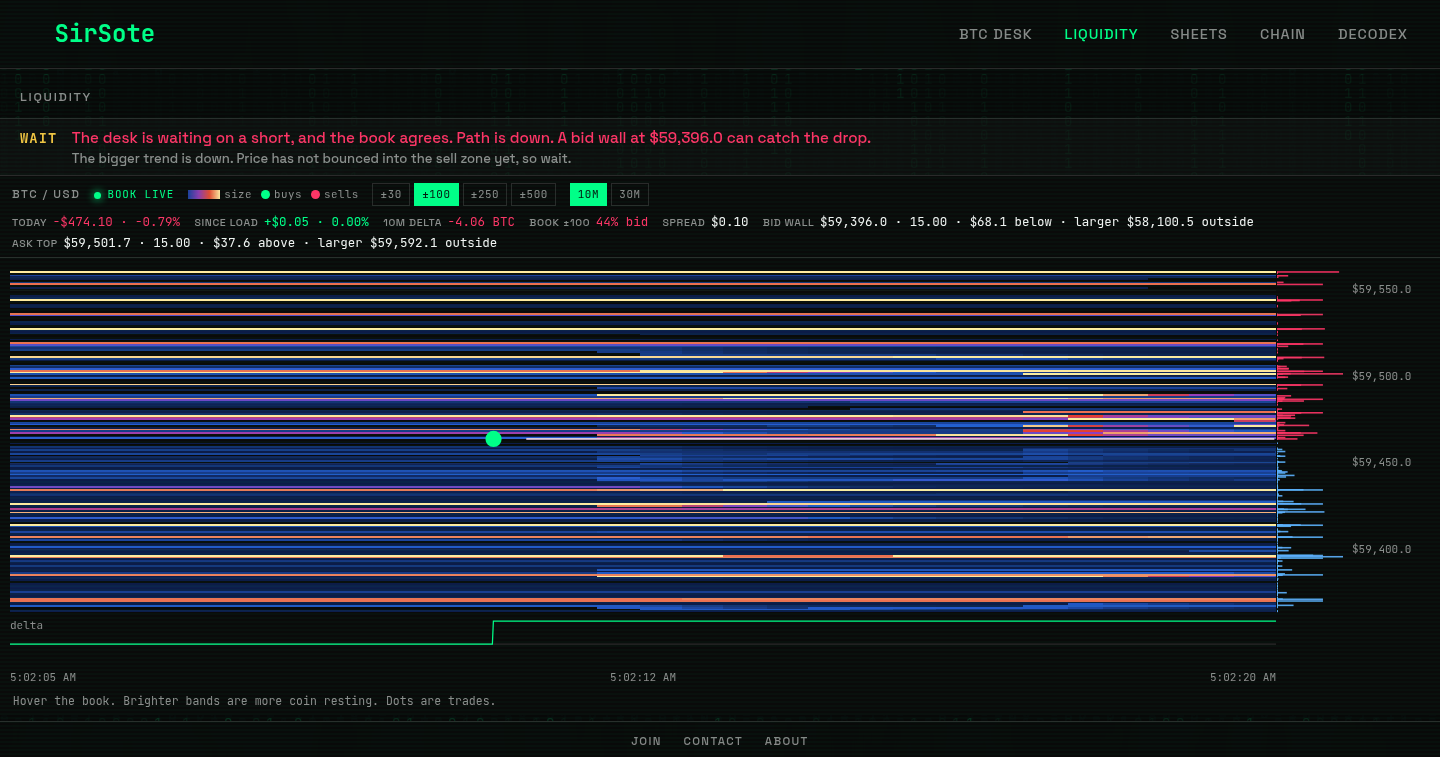 SirSote
BTC DESK LIQUIDITY SHEETS CHAIN DECODEX
LIQUIDITY
WAIT The desk is waiting on a short, and the book agrees. Path is down. A bid wall at $59,396.0 can catch the drop.
The bigger trend is down. Price has not bounced into the sell zone yet, so wait.
BTC / USD BOOK LIVE size buys sells ±30 ±100 ±250 ±500 10M 30M
TODAY -$474.10 · -0.79% SINCE LOAD +$0.05 · 0.00% 10M DELTA -4.06 BTC BOOK ±100 44% bid SPREAD $0.10 BID WALL $59,396.0 · 15.00 · $68.1 below · larger $58,100.5 outside
ASK TOP $59,501.7 · 15.00 · $37.6 above · larger $59,592.1 outside
$59,550.0
$59,500.0
$59,450.0
$59,400.0
delta
5:02:05 AM 5:02:12 AM 5:02:20 AM
Hover the book. Brighter bands are more coin resting. Dots are trades.
JOIN CONTACT ABOUT